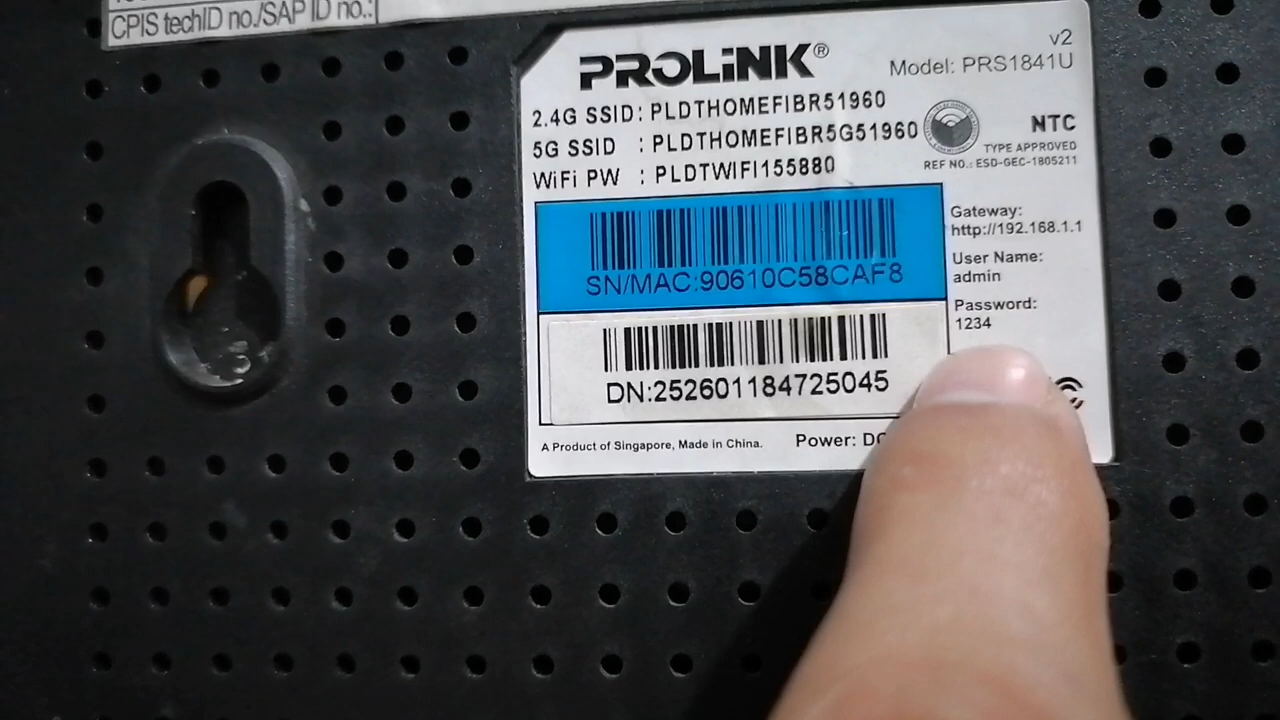 CPIS techID no./SAP ID no.:
PROLiNK®
v2
Model: PRS1841U
2.4G SSID: PLDTHOMEFIBR51960
5G SSID : PLDTHOMEFIBR5G51960
WiFi PW : PLDTWIFI155880
NTC
TYPE APPROVED
REF NO.: ESD-GEC-1805211
SN/MAC:90610C58CAF8
Gateway:
http://192.168.1.1
User Name:
admin
Password:
1234
DN:252601184725045
A Product of Singapore, Made in China.
Power: